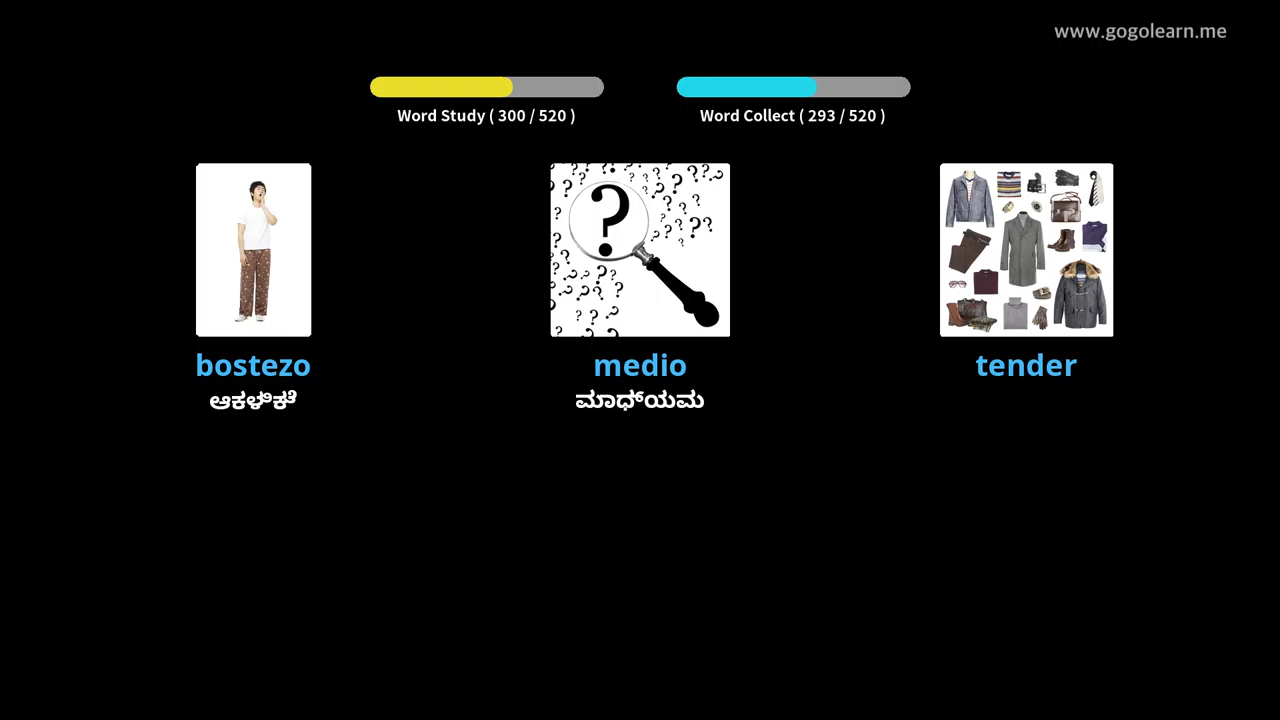 www.gogolearn.me
Word Study ( 300 / 520 )
Word Collect ( 293 / 520 )
bostezo
medio
tender
ಆಕಳಿಕೆ
ಮಾಧ್ಯಮ